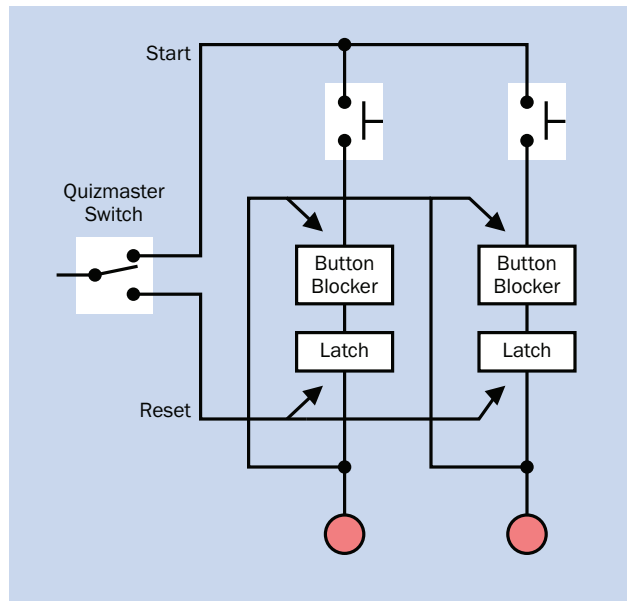 Start
Quizmaster
Switch
Button
Blocker
Button
Blocker
Latch
Latch
Reset